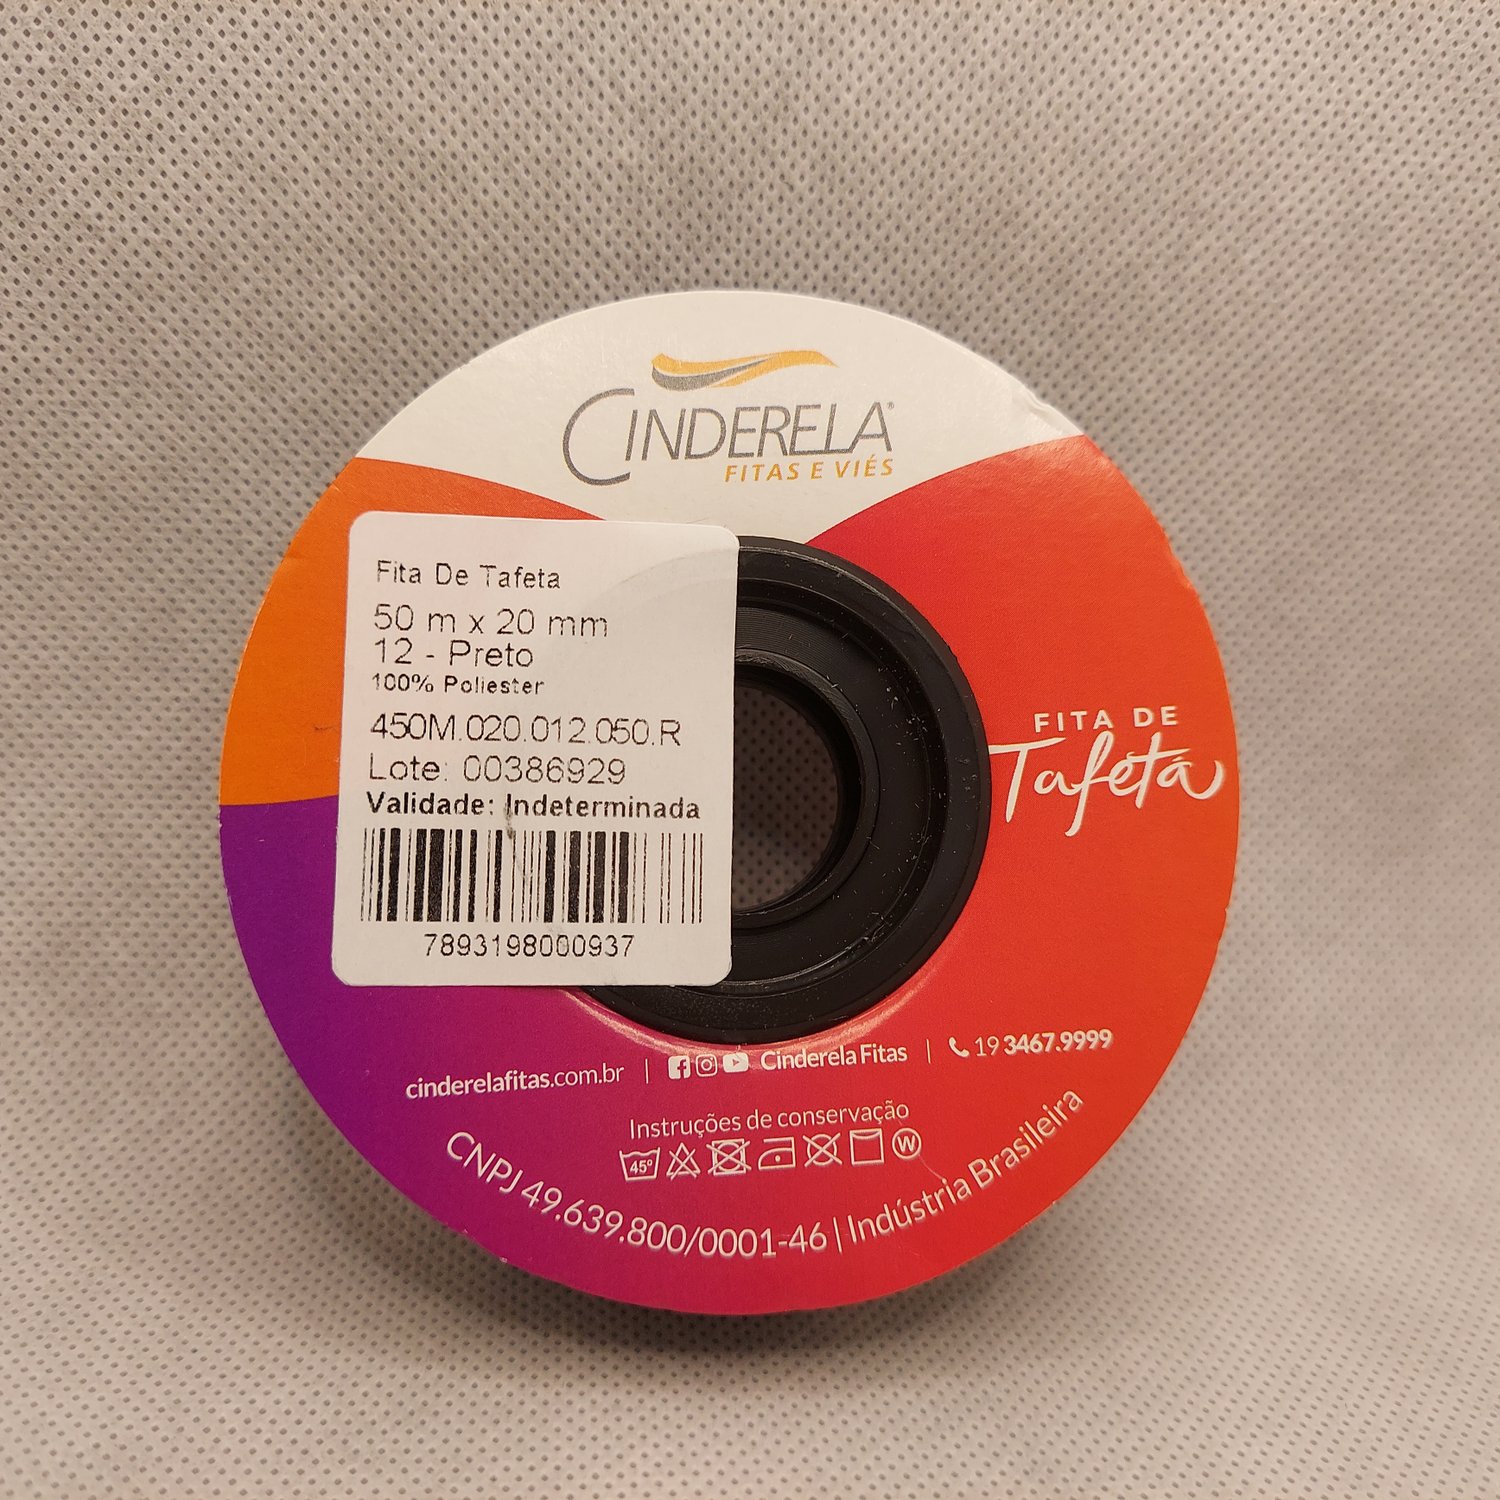 CINDERELA®
FITAS E VIÉS
Fita De Tafeta
50 m x 20 mm
12 - Preto
100% Poliester
450M.020.012.050.R
Lote: 00386929
Validade: Indeterminada
7893198000937
FITA DE
Tafetá
cinderelafitas.com.br | Cinderela Fitas | 19 3467.9999
Instruções de conservação
45° W
CNPJ 49.639.800/0001-46 | Indústria Brasileira